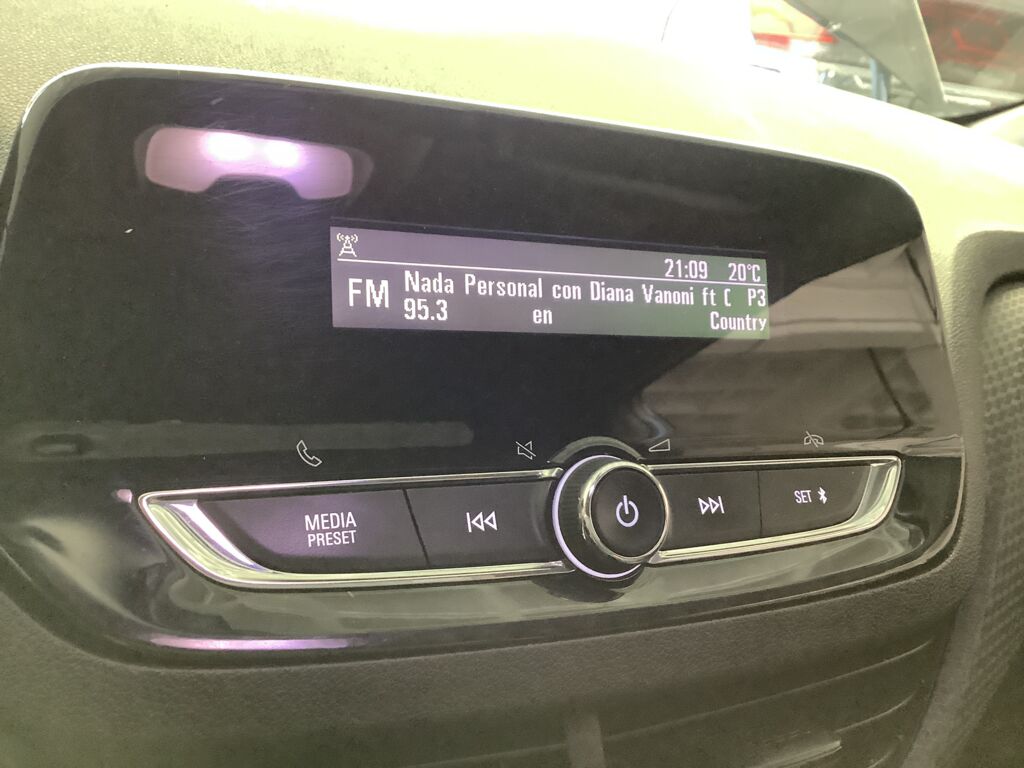 21:09 20°C
FM Nada Personal con Diana Vanoni ft C P3
95.3 en Country
MEDIA
PRESET
SET